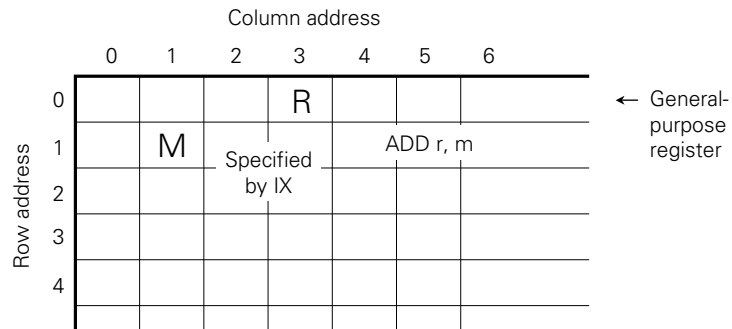 Column address
0 1 2 3 4 5 6
0 R ← General-
purpose
register
1 M ADD r, m
Specified
by IX
2
3
4
Row address